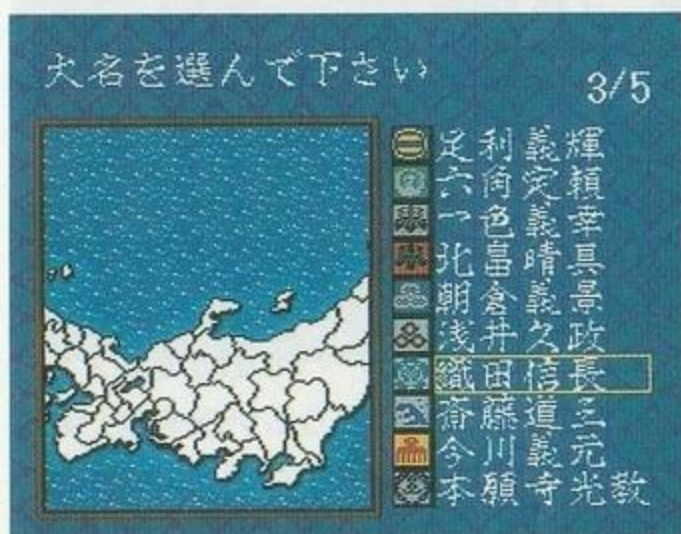 大名を選んで下さい
3/5
足利義輝
六角定頼
一色義幸
北畠晴具
朝倉義景
浅井久政
織田信長
斎藤道三
今川義元
本願寺光教